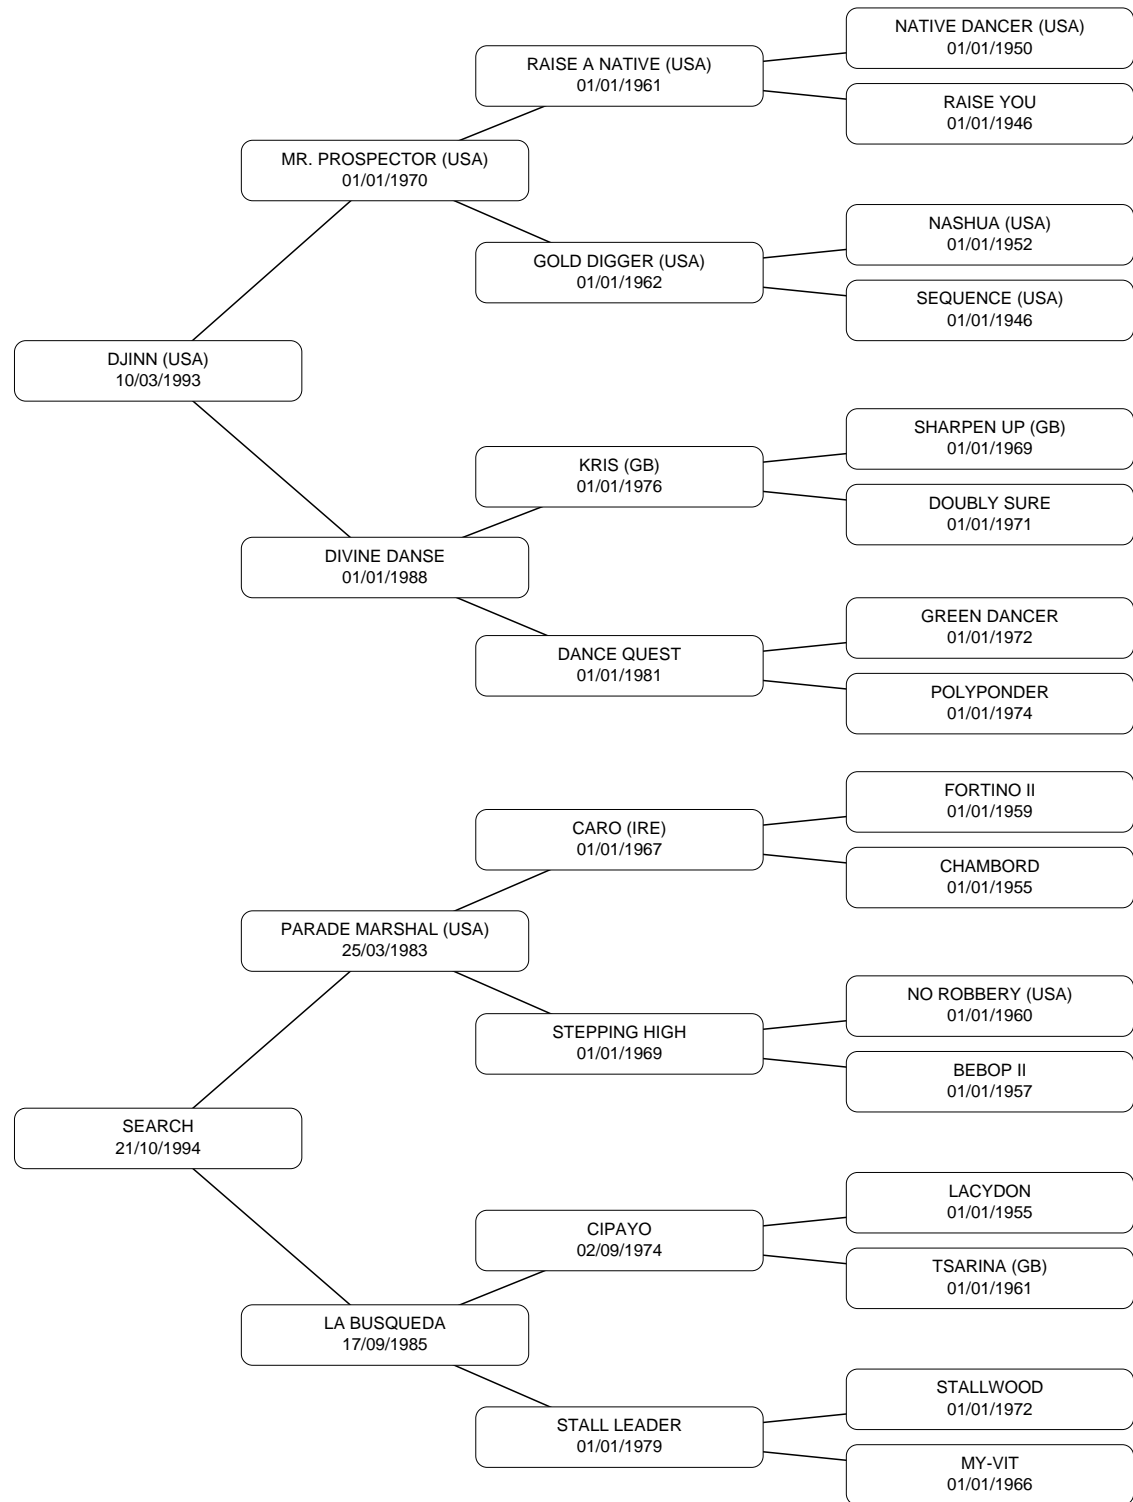 NATIVE DANCER (USA)
01/01/1950
RAISE A NATIVE (USA)
01/01/1961
RAISE YOU
01/01/1946
MR. PROSPECTOR (USA)
01/01/1970
NASHUA (USA)
01/01/1952
GOLD DIGGER (USA)
01/01/1962
SEQUENCE (USA)
01/01/1946
DJINN (USA)
10/03/1993
SHARPEN UP (GB)
01/01/1969
KRIS (GB)
01/01/1976
DOUBLY SURE
01/01/1971
DIVINE DANSE
01/01/1988
GREEN DANCER
01/01/1972
DANCE QUEST
01/01/1981
POLYPONDER
01/01/1974
FORTINO II
01/01/1959
CARO (IRE)
01/01/1967
CHAMBORD
01/01/1955
PARADE MARSHAL (USA)
25/03/1983
NO ROBBERY (USA)
01/01/1960
STEPPING HIGH
01/01/1969
BEBOP II
01/01/1957
SEARCH
21/10/1994
LACYDON
01/01/1955
CIPAYO
02/09/1974
TSARINA (GB)
01/01/1961
LA BUSQUEDA
17/09/1985
STALLWOOD
01/01/1972
STALL LEADER
01/01/1979
MY-VIT
01/01/1966